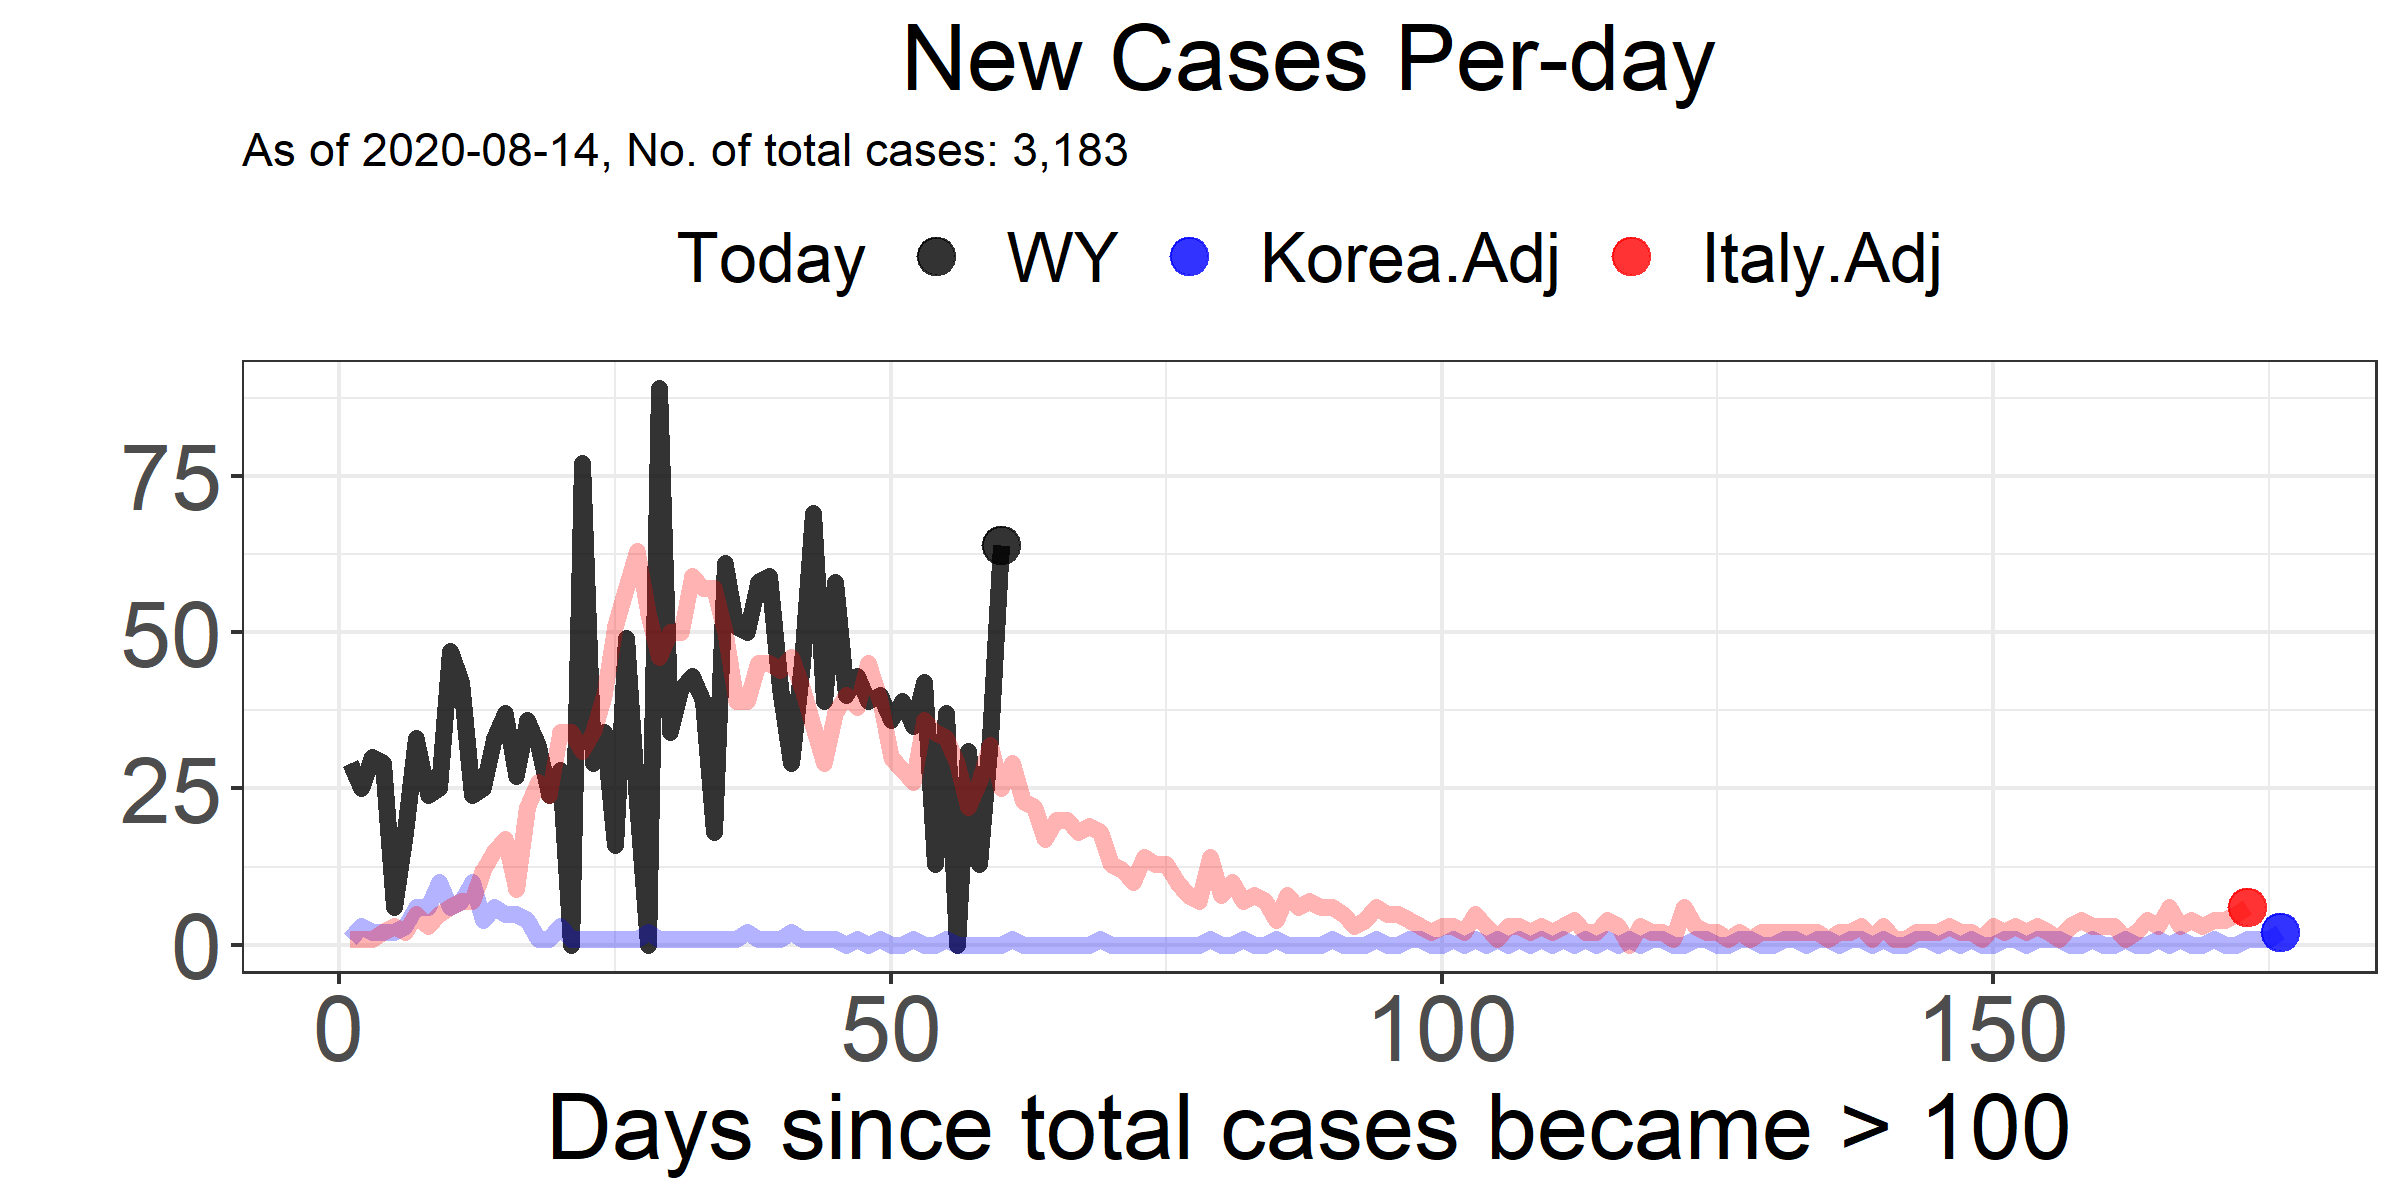 New Cases Per-day
As of 2020-08-14, No. of total cases: 3,183
Today WY Korea.Adj Italy.Adj
75
50
25
0
0 50 100 150
Days since total cases became > 100